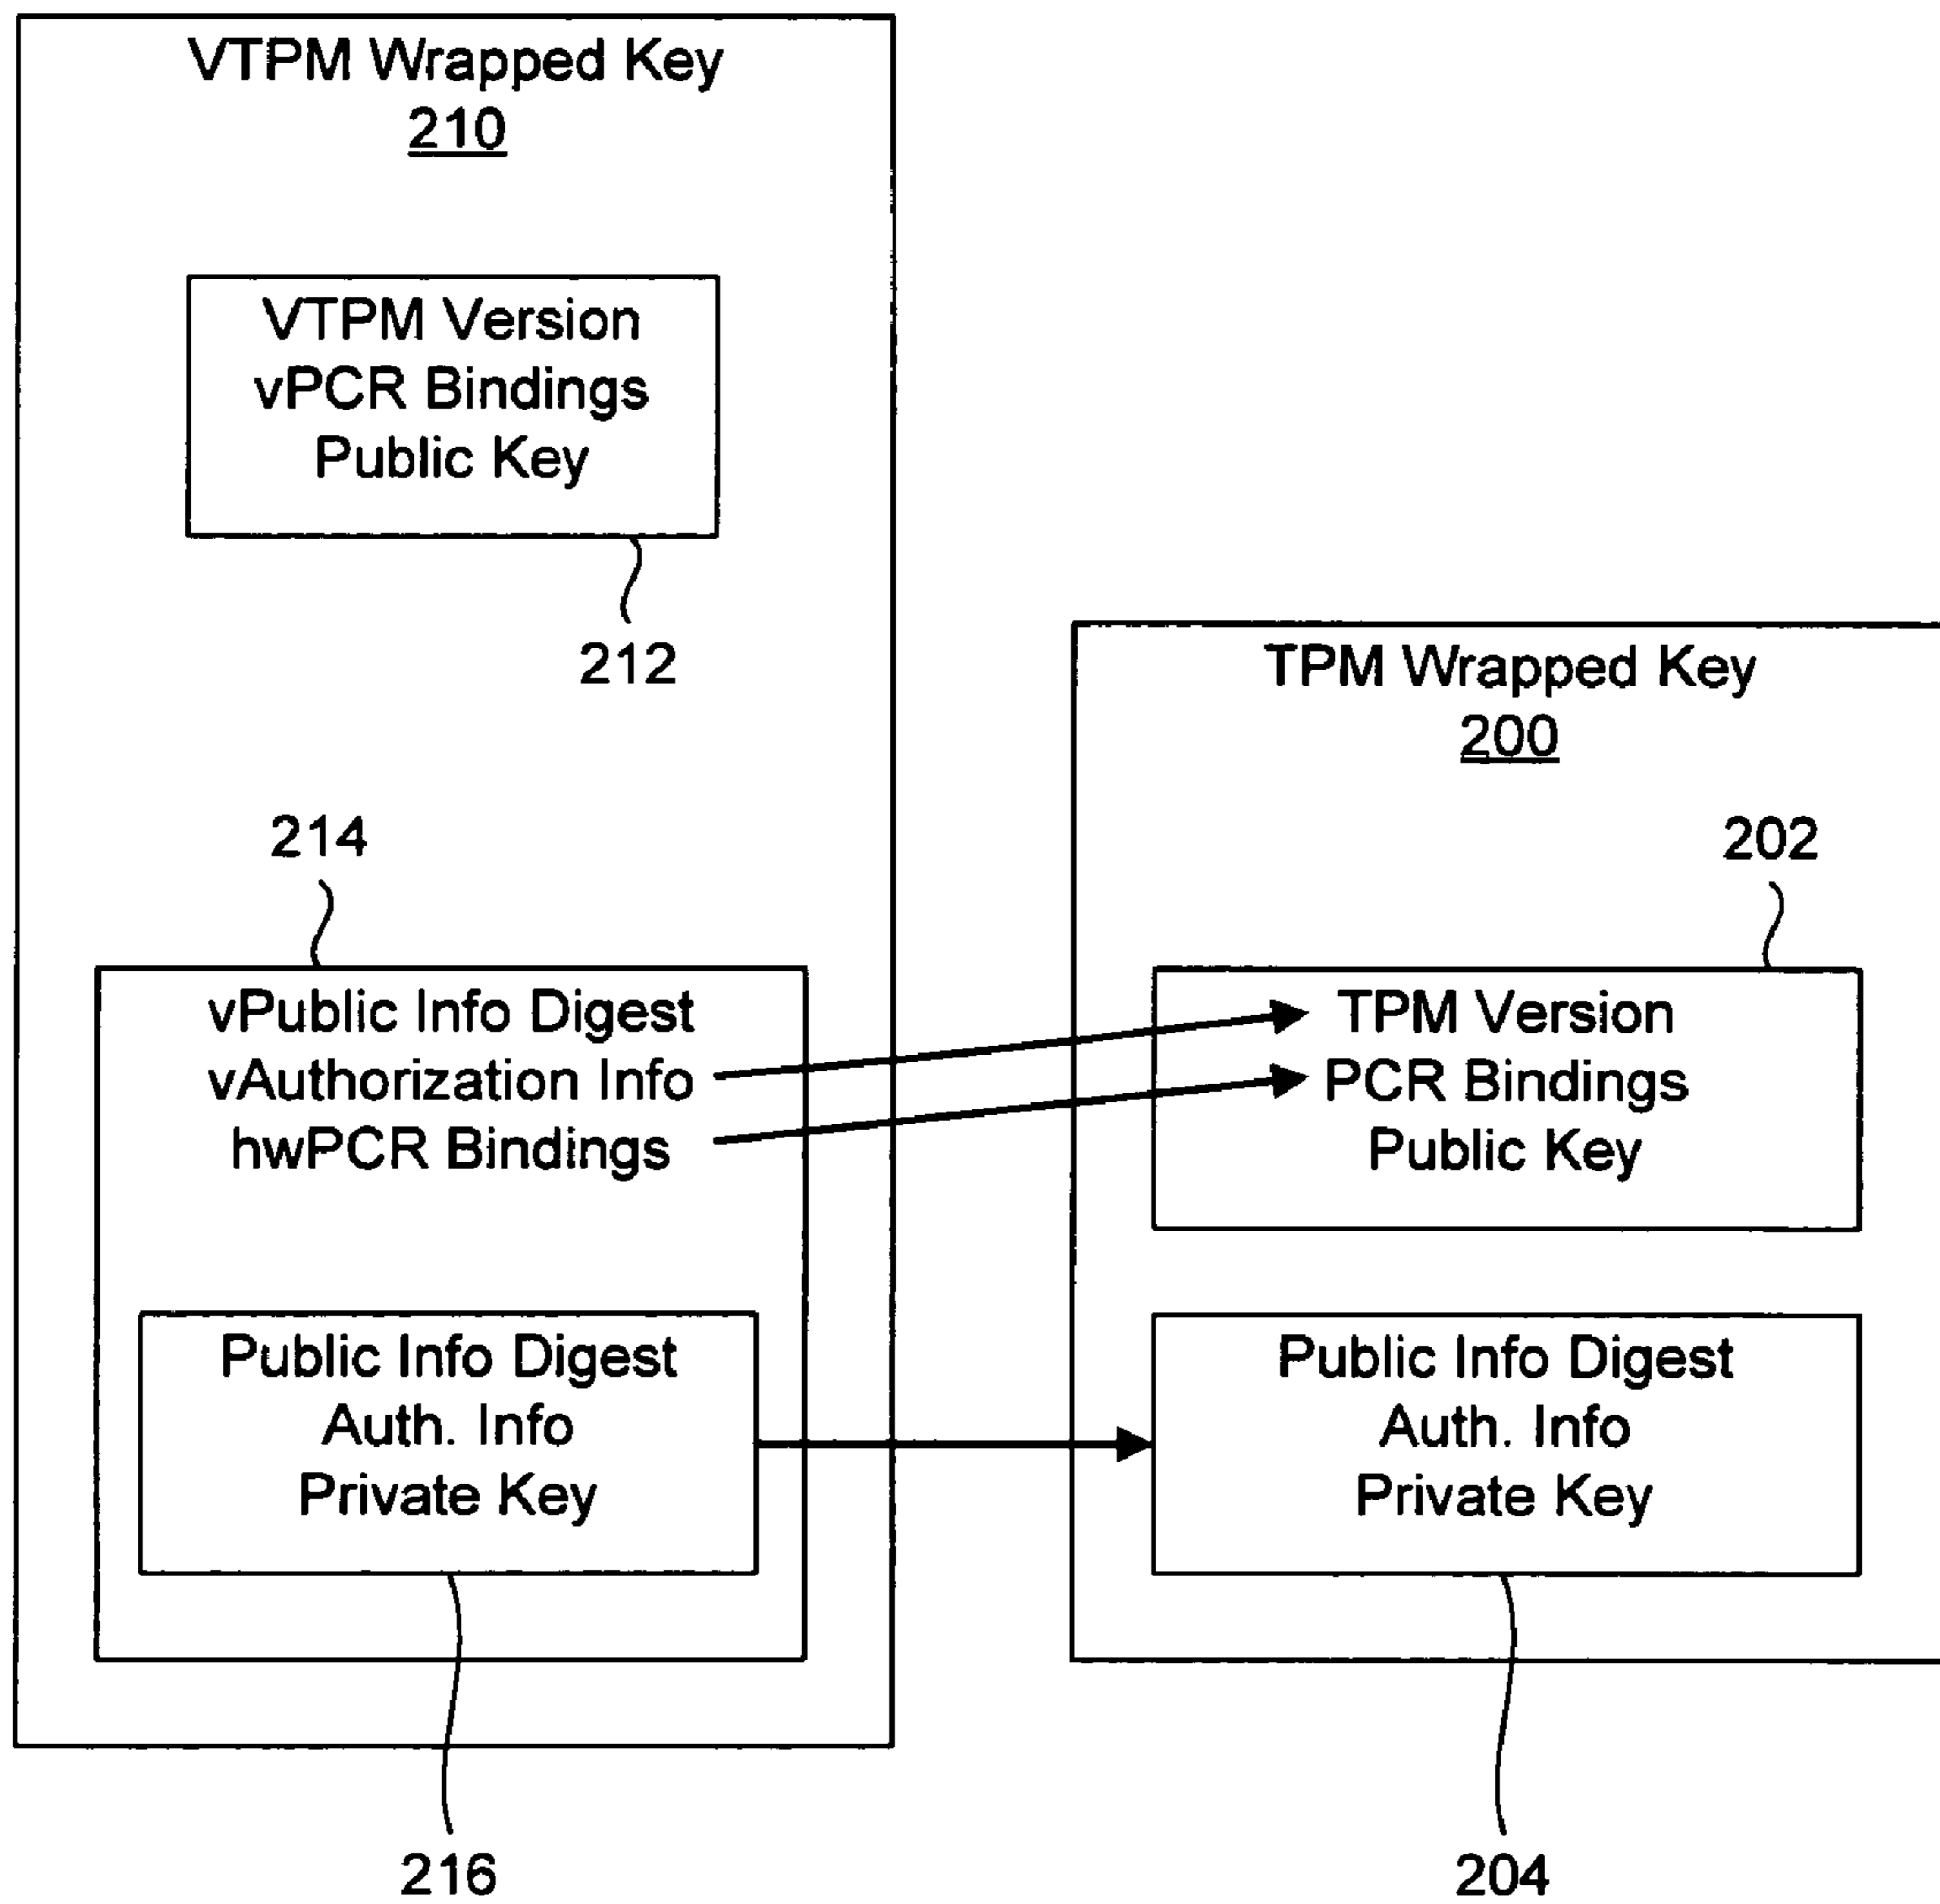 VTPM Wrapped Key
210
VTPM Version
vPCR Bindings
Public Key
212
214
vPublic Info Digest
vAuthorization Info
hwPCR Bindings
Public Info Digest
Auth. Info
Private Key
216
TPM Wrapped Key
200
202
TPM Version
PCR Bindings
Public Key
Public Info Digest
Auth. Info
Private Key
204